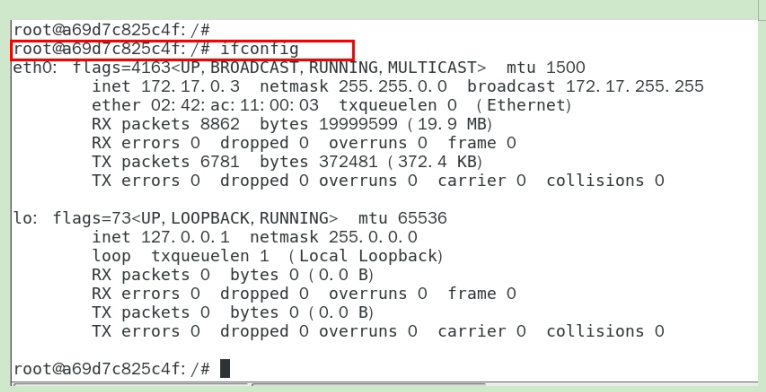 root@a69d7c825c4f:/#
root@a69d7c825c4f:/# ifconfig
eth0: flags=4163<UP,BROADCAST,RUNNING,MULTICAST>  mtu 1500
        inet 172.17.0.3  netmask 255.255.0.0  broadcast 172.17.255.255
        ether 02:42:ac:11:00:03  txqueuelen 0  (Ethernet)
        RX packets 8862  bytes 19999599 (19.9 MB)
        RX errors 0  dropped 0  overruns 0  frame 0
        TX packets 6781  bytes 372481 (372.4 KB)
        TX errors 0  dropped 0 overruns 0  carrier 0  collisions 0
lo: flags=73<UP,LOOPBACK,RUNNING>  mtu 65536
        inet 127.0.0.1  netmask 255.0.0.0
        loop  txqueuelen 1  (Local Loopback)
        RX packets 0  bytes 0 (0.0 B)
        RX errors 0  dropped 0  overruns 0  frame 0
        TX packets 0  bytes 0 (0.0 B)
        TX errors 0  dropped 0 overruns 0  carrier 0  collisions 0
root@a69d7c825c4f:/#